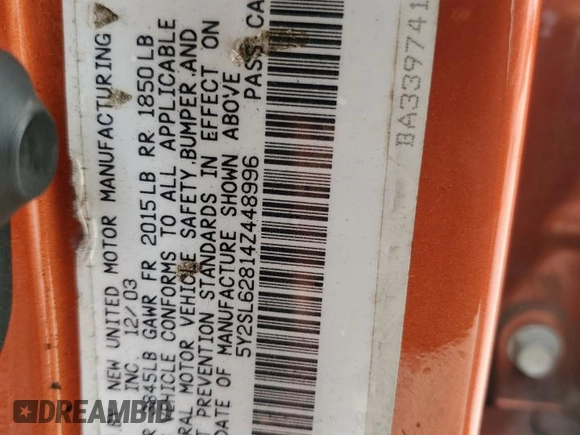 NEW UNITED MOTOR MANUFACTURING
INC 12/03
3845LB GAWR FR 2015LB RR 1850LB
VEHICLE CONFORMS TO ALL APPLICABLE
MOTOR VEHICLE SAFETY,BUMPER,AND
PREVENTION STANDARDS IN EFFECT ON
DATE OF MANUFACTURE SHOWN ABOVE
5Y2SL62814Z448996 PASS CA
BA339741
DREAMBID